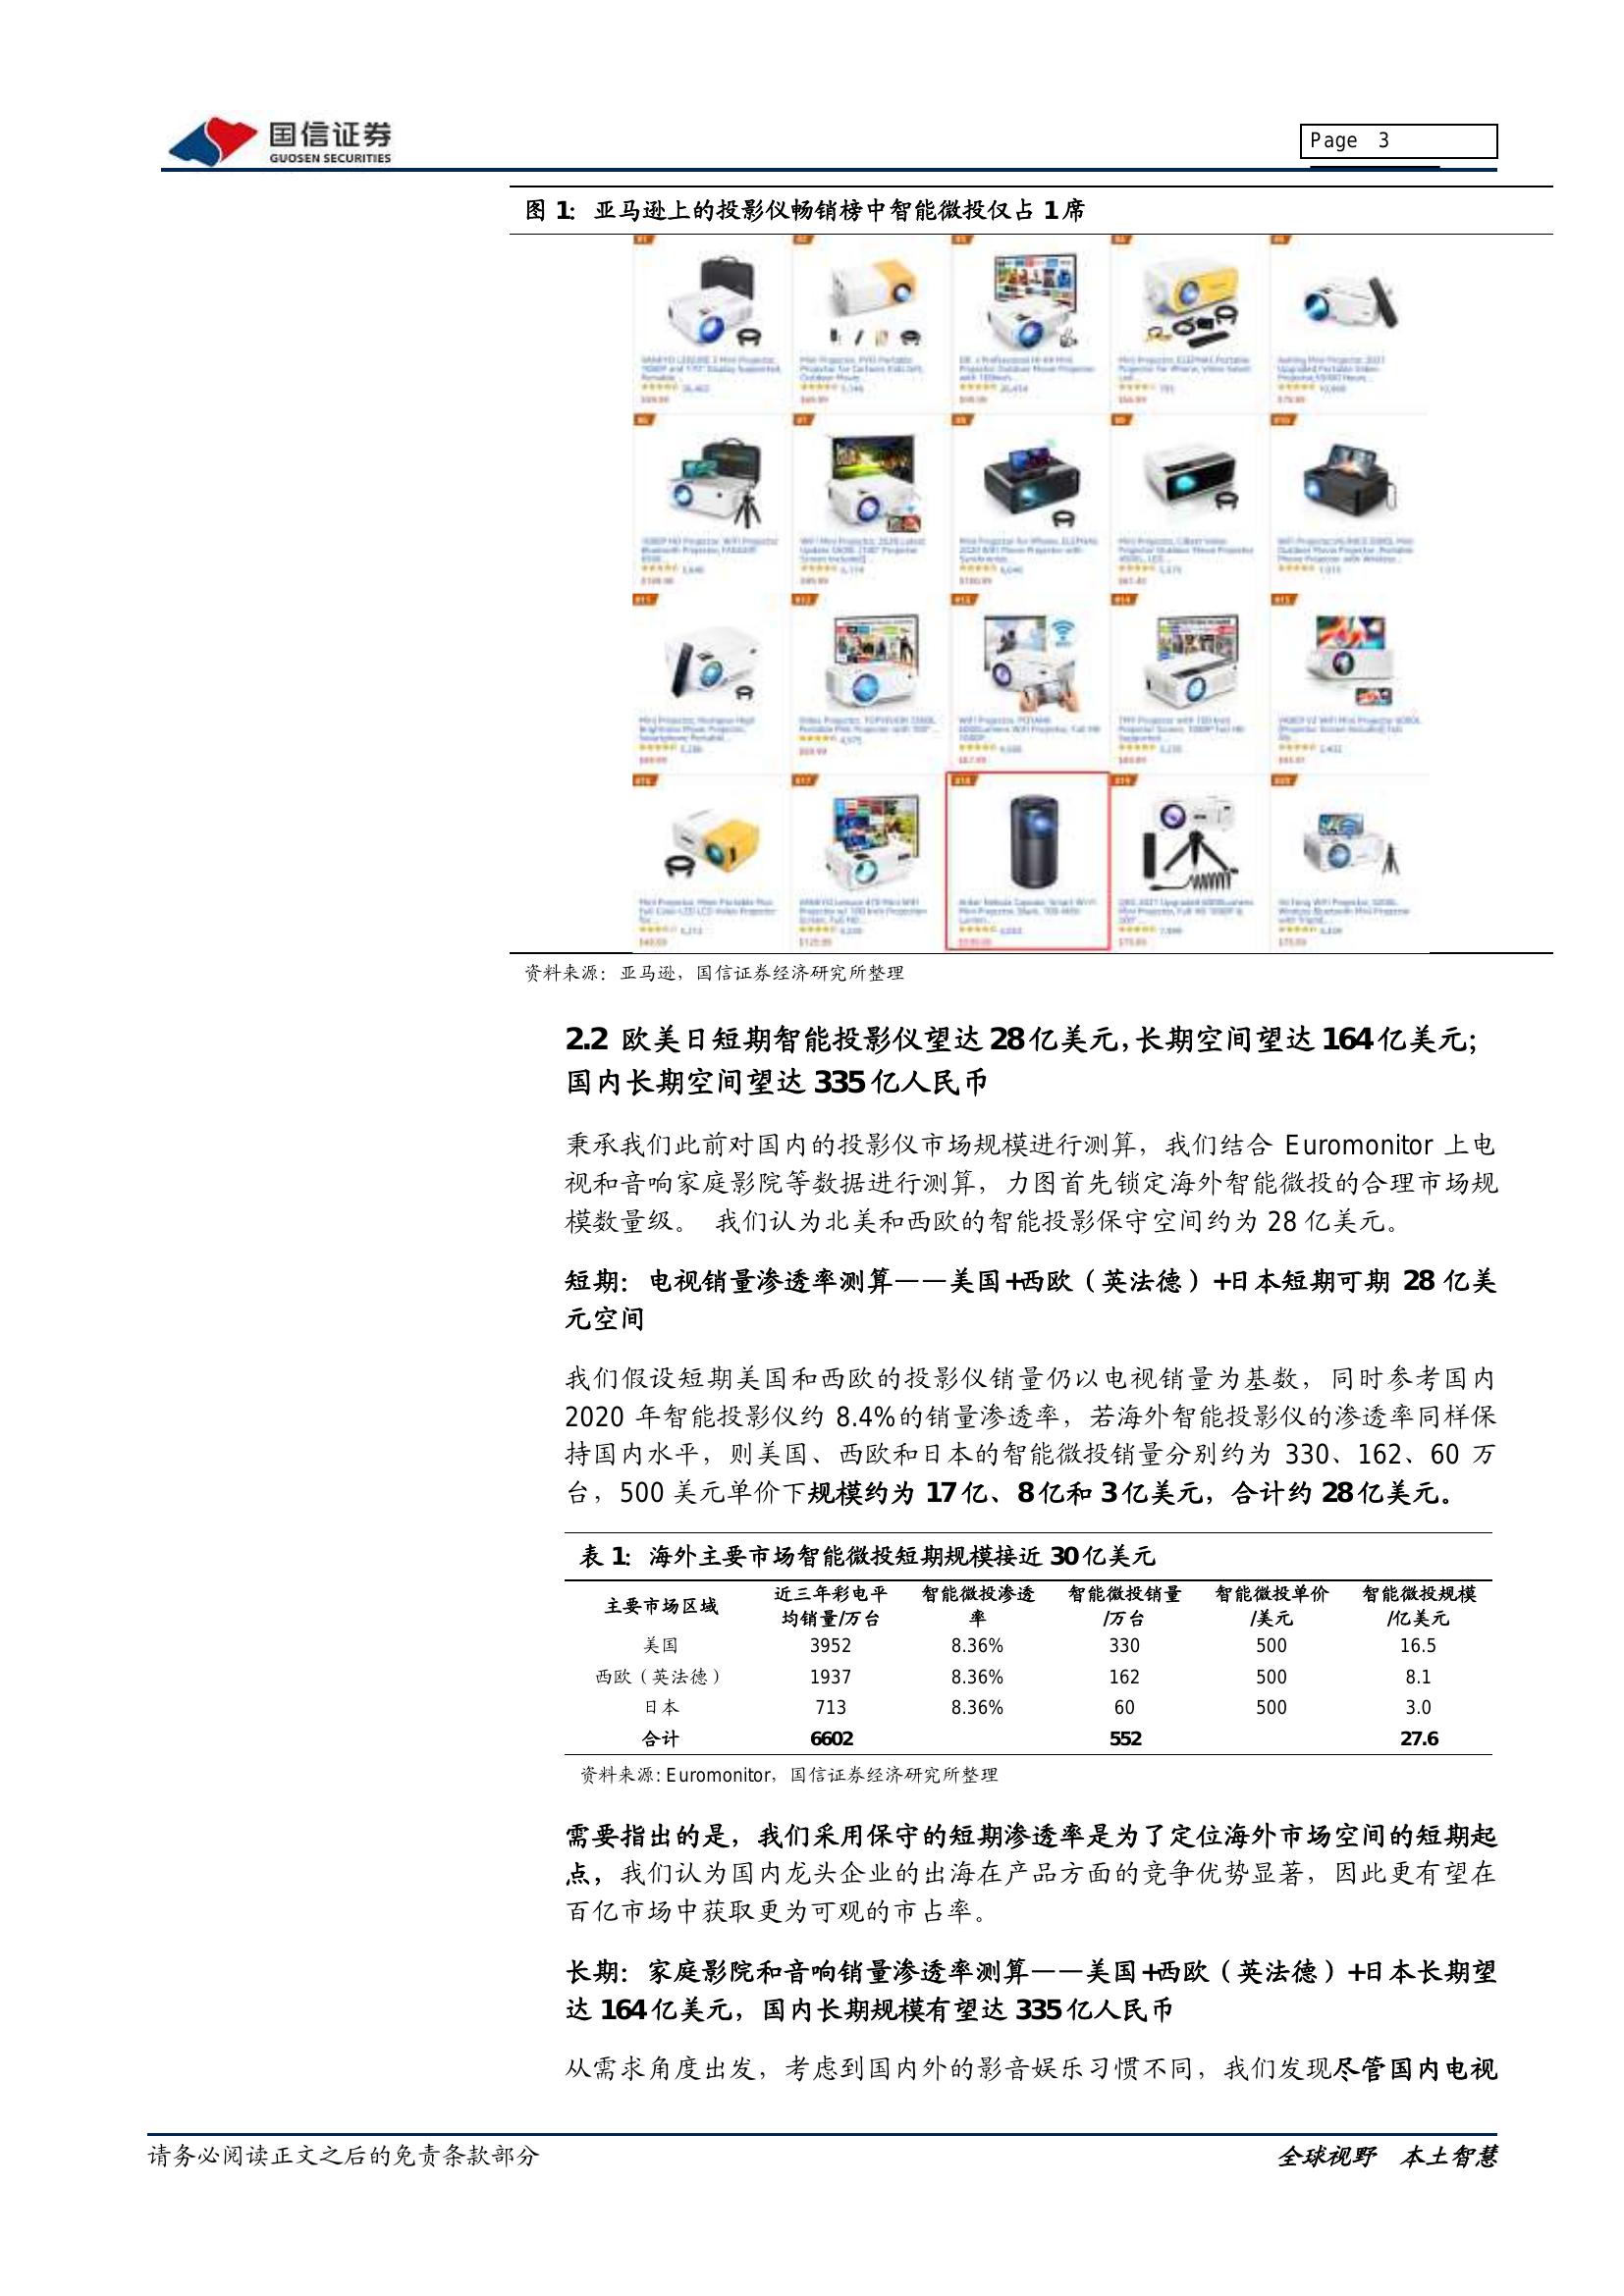 国信证券
GUOSEN SECURITIES
Page 3
图 1：亚马逊上的投影仪畅销榜中智能微投仅占 1 席
资料来源：亚马逊，国信证券经济研究所整理
2.2 欧美日短期智能投影仪望达 28 亿美元，长期空间望达 164 亿美元；
国内长期空间望达 335 亿人民币
秉承我们此前对国内的投影仪市场规模进行测算，我们结合 Euromonitor 上电
视和音响家庭影院等数据进行测算，力图首先锁定海外智能微投的合理市场规
模数量级。 我们认为北美和西欧的智能投影保守空间约为 28 亿美元。
短期：电视销量渗透率测算——美国+西欧（英法德）+日本短期可期 28 亿美
元空间
我们假设短期美国和西欧的投影仪销量仍以电视销量为基数，同时参考国内
2020 年智能投影仪约 8.4%的销量渗透率，若海外智能投影仪的渗透率同样保
持国内水平，则美国、西欧和日本的智能微投销量分别约为 330、162、60 万
台，500 美元单价下规模约为 17 亿、8 亿和 3 亿美元，合计约 28 亿美元。
表 1：海外主要市场智能微投短期规模接近 30 亿美元
主要市场区域 近三年彩电平均销量/万台 智能微投渗透率 智能微投销量/万台 智能微投单价/美元 智能微投规模/亿美元
美国 3952 8.36% 330 500 16.5
西欧（英法德） 1937 8.36% 162 500 8.1
日本 713 8.36% 60 500 3.0
合计 6602 552 27.6
资料来源: Euromonitor，国信证券经济研究所整理
需要指出的是，我们采用保守的短期渗透率是为了定位海外市场空间的短期起
点，我们认为国内龙头企业的出海在产品方面的竞争优势显著，因此更有望在
百亿市场中获取更为可观的市占率。
长期：家庭影院和音响销量渗透率测算——美国+西欧（英法德）+日本长期望
达 164 亿美元，国内长期规模有望达 335 亿人民币
从需求角度出发，考虑到国内外的影音娱乐习惯不同，我们发现尽管国内电视
请务必阅读正文之后的免责条款部分
全球视野 本土智慧